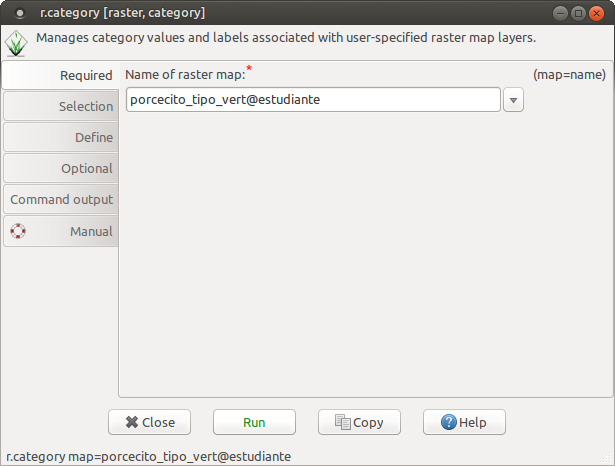 r.category [raster, category]
Manages category values and labels associated with user-specified raster map layers.
Required
Name of raster map:*
(map=name)
porcecito_tipo_vert@estudiante
Selection
Define
Optional
Command output
Manual
Close
Run
Copy
Help
r.category map=porcecito_tipo_vert@estudiante